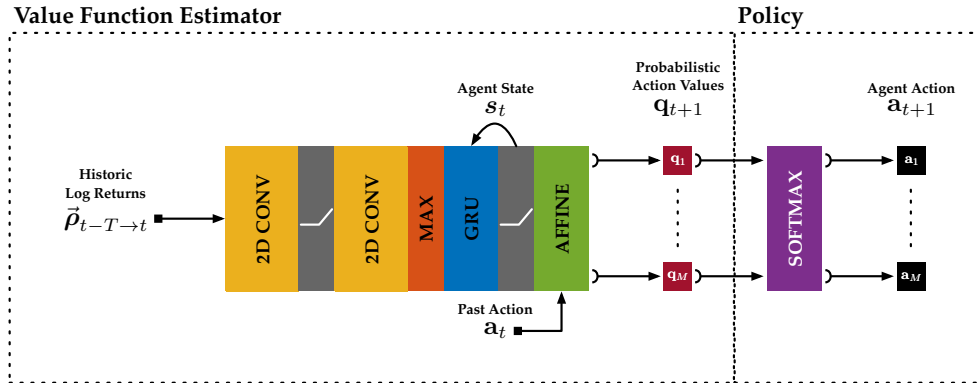 Value Function Estimator
Policy
Probabilistic
Action Values
q_{t+1}
Agent Action
a_{t+1}
Agent State
s_t
Historic
Log Returns
\vec{ρ}_{t−T→t}
2D CONV
2D CONV
MAX
GRU
AFFINE
q_1
q_M
SOFTMAX
a_1
a_M
Past Action
a_t